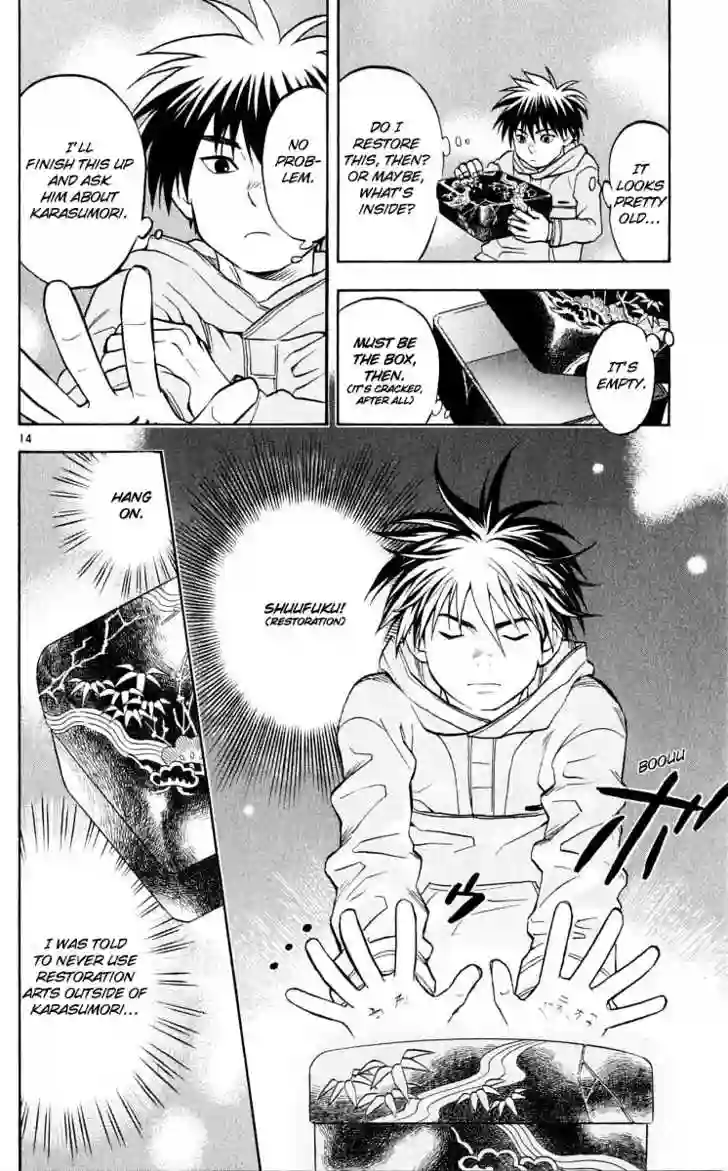 IT
LOOKS
PRETTY
OLD...
DO I
RESTORE
THIS, THEN?
OR MAYBE,
WHAT'S
INSIDE?
IT'S
EMPTY.
MUST BE
THE BOX,
THEN.
(IT'S CRACKED,
AFTER ALL)
NO
PROB-
LEM.
I'LL
FINISH THIS UP
AND ASK
HIM ABOUT
KARASUMORI.
14
SHUUFUKU!
(RESTORATION)
BOOUU
HANG
ON.
I WAS TOLD
TO NEVER USE
RESTORATION
ARTS OUTSIDE OF
KARASUMORI...